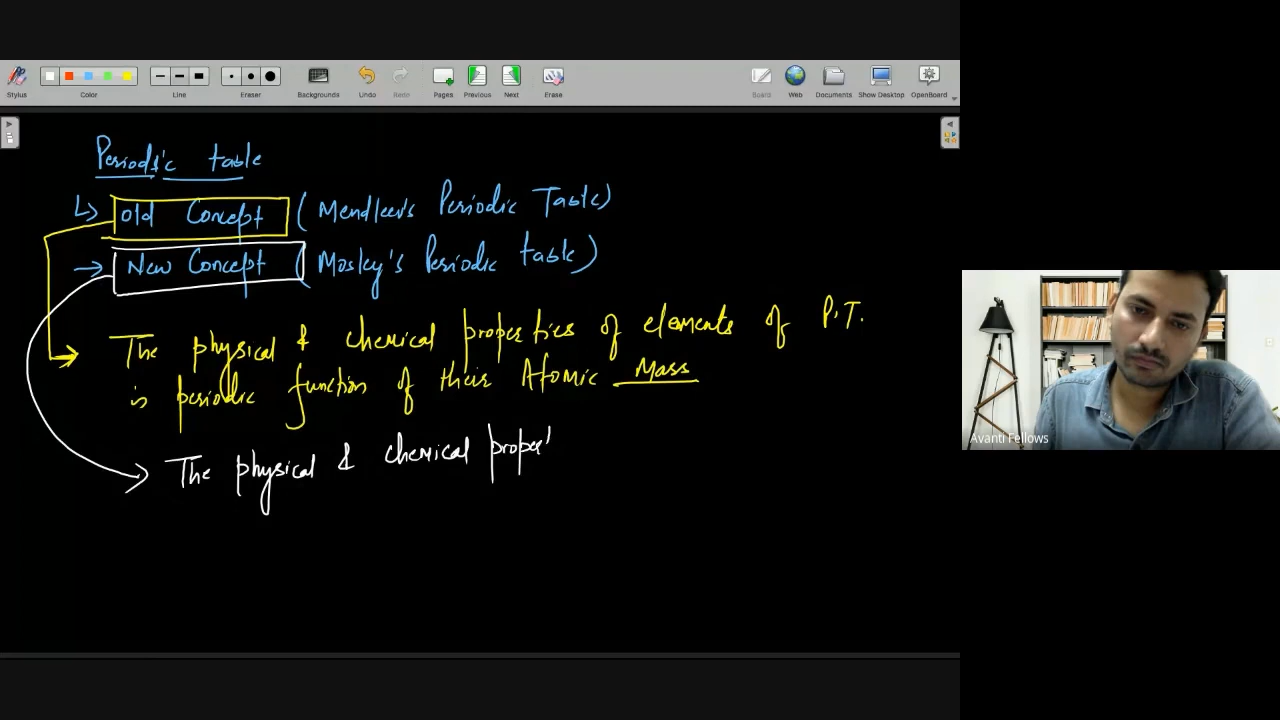 Stylus
Color
Line
Eraser
Backgrounds
Undo
Redo
Pages
Previous
Next
Erase
Board
Web
Documents
Show Desktop
OpenBoard
Periodic table
Old Concept (Mendleev's Periodic Table)
New Concept (Mosley's Periodic table)
The physical & chemical properties of elements of P.T.
is periodic function of their Atomic Mass
The physical & chemical proper
Avanti Fellows